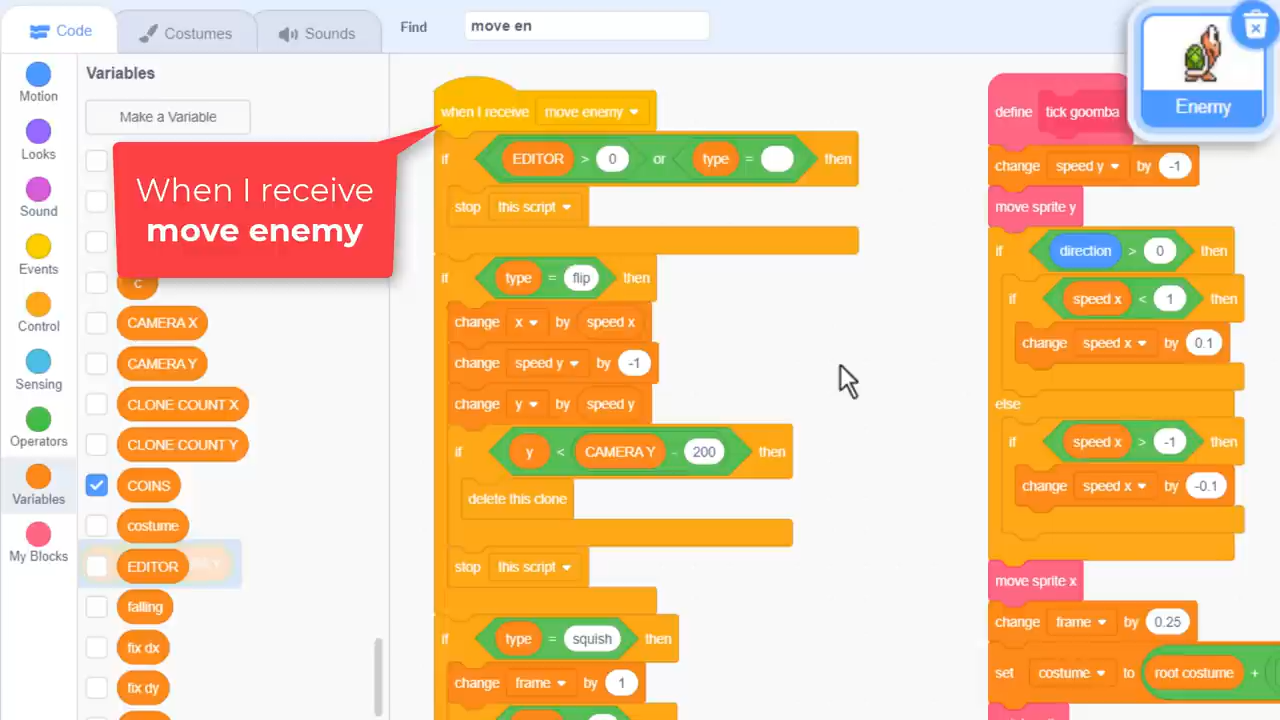 Code
Costumes
Sounds
Find
move en
Enemy
Motion
Looks
Sound
Events
Control
Sensing
Operators
Variables
My Blocks
Variables
Make a Variable
c
CAMERA X
CAMERA Y
CLONE COUNT X
CLONE COUNT Y
COINS
costume
EDITOR
falling
fix dx
fix dy
When I receive
move enemy
when I receive move enemy
if EDITOR > 0 or type = then
stop this script
if type = flip then
change x by speed x
change speed y by -1
change y by speed y
if y < CAMERA Y - 200 then
delete this clone
stop this script
if type = squish then
change frame by 1
define tick goomba
change speed y by -1
move sprite y
if direction > 0 then
if speed x < 1 then
change speed x by 0.1
else
if speed x > -1 then
change speed x by -0.1
move sprite x
change frame by 0.25
set costume to root costume +